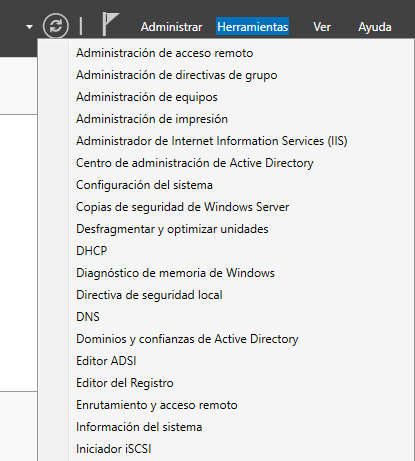 Administrar Herramientas Ver Ayuda
Administración de acceso remoto
Administración de directivas de grupo
Administración de equipos
Administración de impresión
Administrador de Internet Information Services (IIS)
Centro de administración de Active Directory
Configuración del sistema
Copias de seguridad de Windows Server
Desfragmentar y optimizar unidades
DHCP
Diagnóstico de memoria de Windows
Directiva de seguridad local
DNS
Dominios y confianzas de Active Directory
Editor ADSI
Editor del Registro
Enrutamiento y acceso remoto
Información del sistema
Iniciador iSCSI